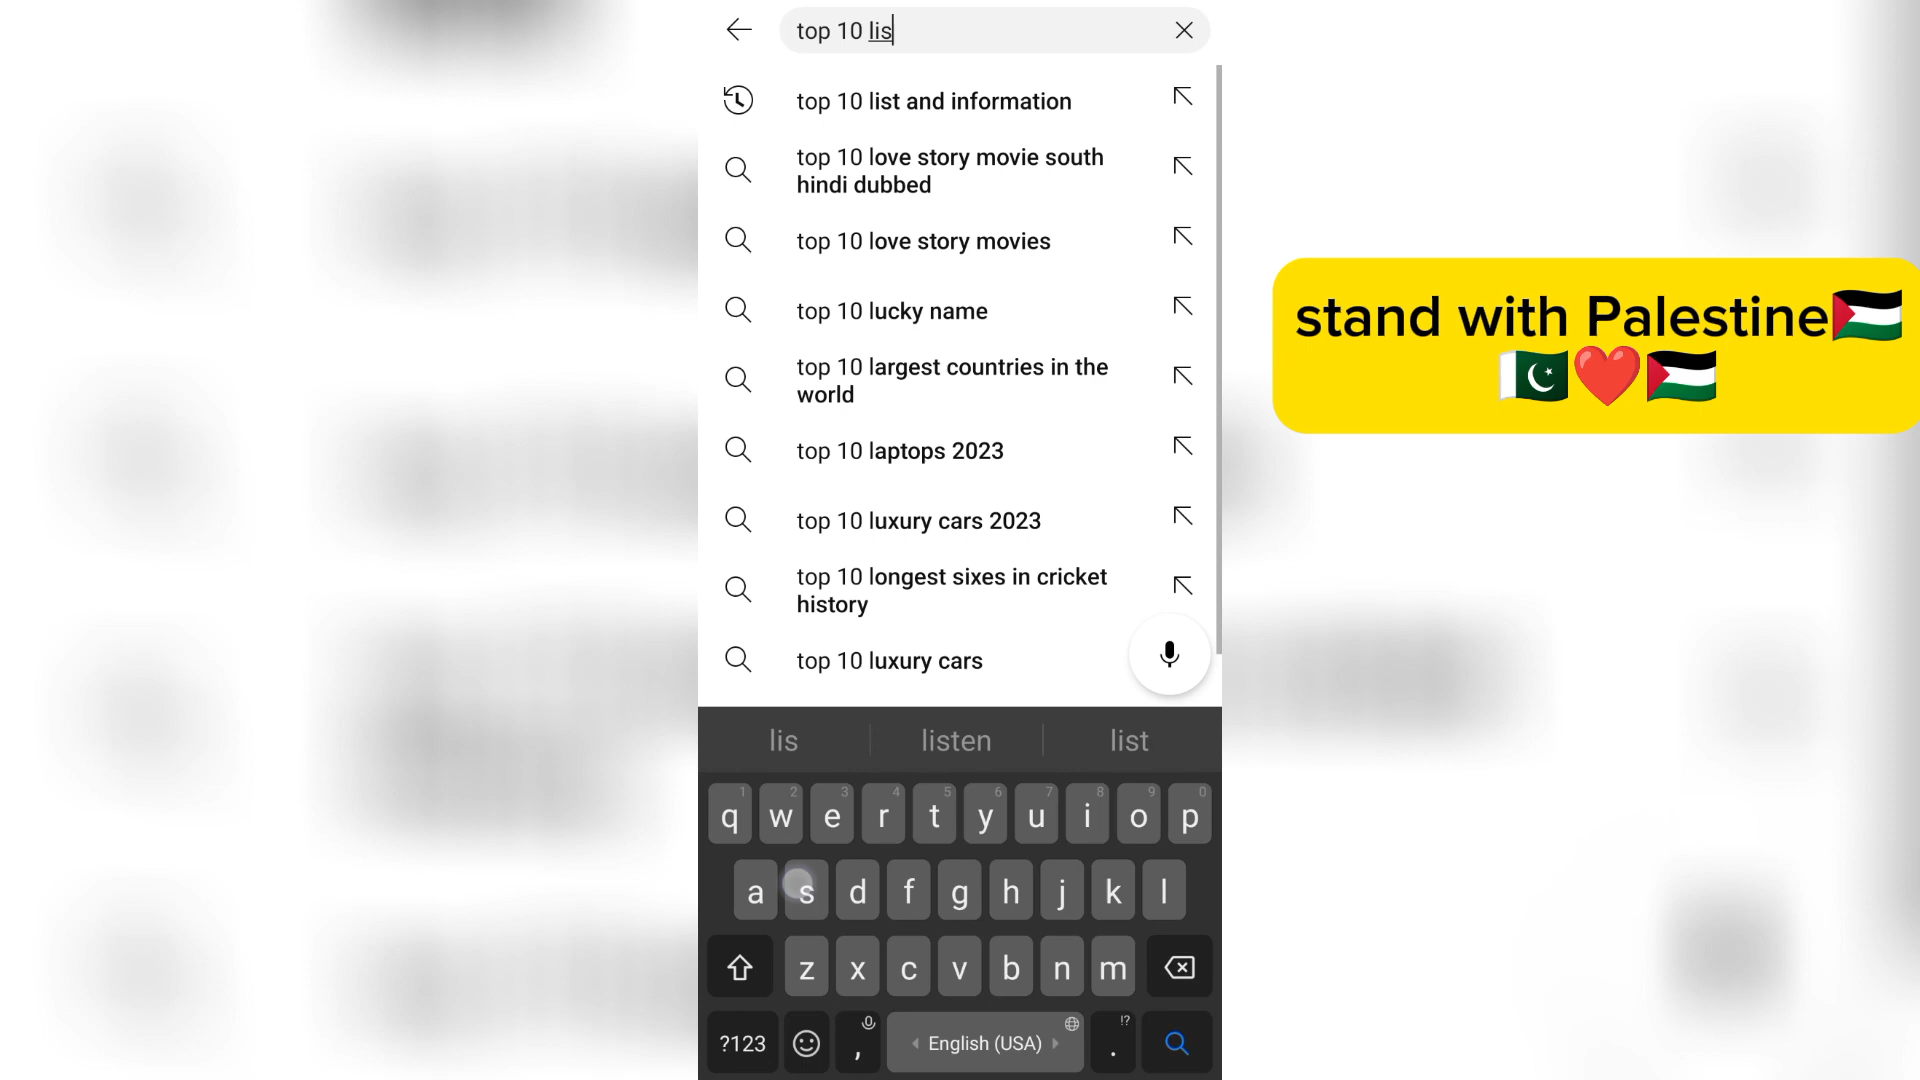 top 10 lis
top 10 list and information
top 10 love story movie south
hindi dubbed
top 10 love story movies
top 10 lucky name
top 10 largest countries in the
world
top 10 laptops 2023
top 10 luxury cars 2023
top 10 longest sixes in cricket
history
top 10 luxury cars
stand with Palestine🇵🇸
🇵🇰❤️🇵🇸
lis listen list
1 2 3 4 5 6 7 8 9 0
q w e r t y u i o p
a s d f g h j k l
z x c v b n m
?123 , English (USA) !? .